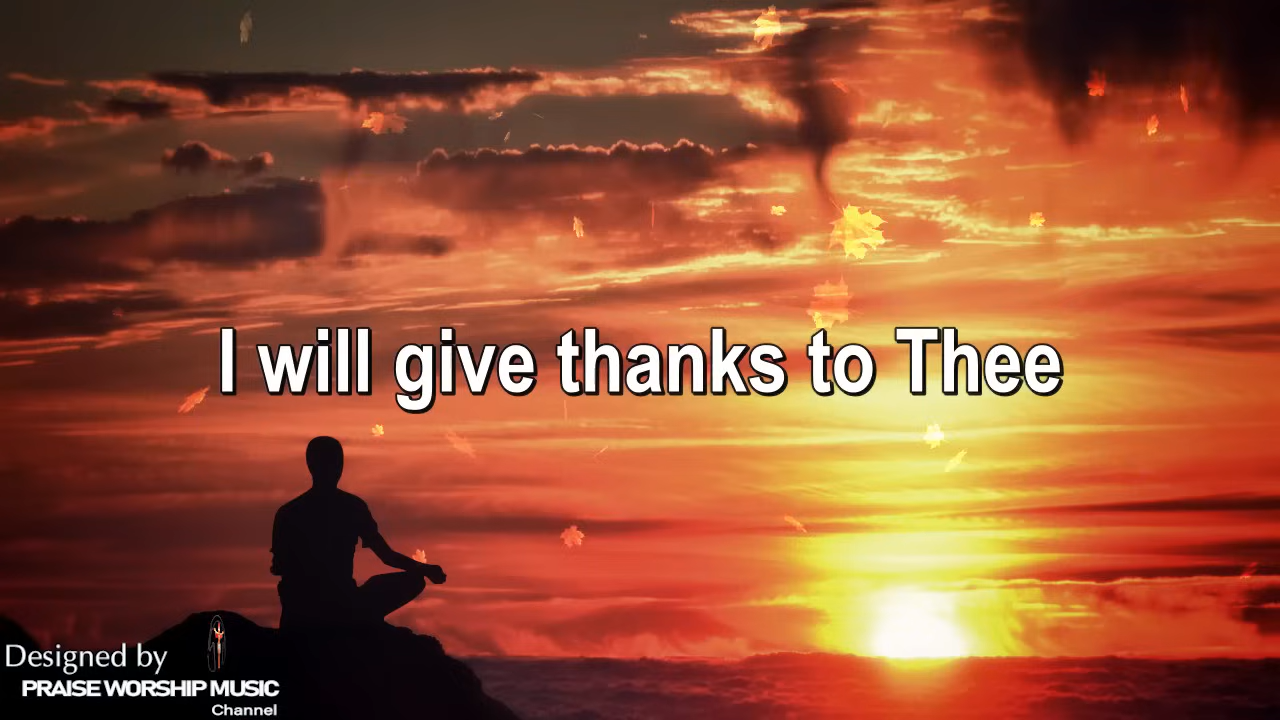 I will give thanks to Thee
Designed by
PRAISE WORSHIP MUSIC
Channel